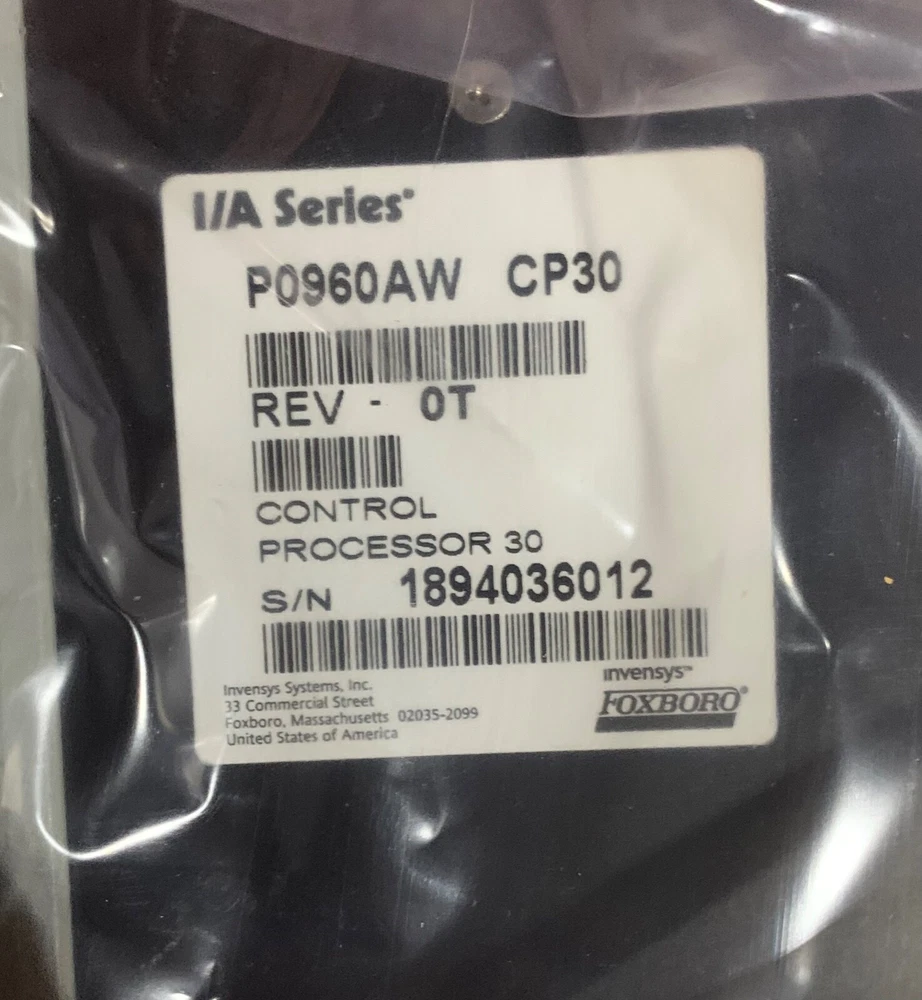 I/A Series®
P0960AW CP30
REV - 0T
CONTROL
PROCESSOR 30
S/N 1894036012
Invensys Systems, Inc.
33 Commercial Street
Foxboro, Massachusetts 02035-2099
United States of America
invensys™
FOXBORO®